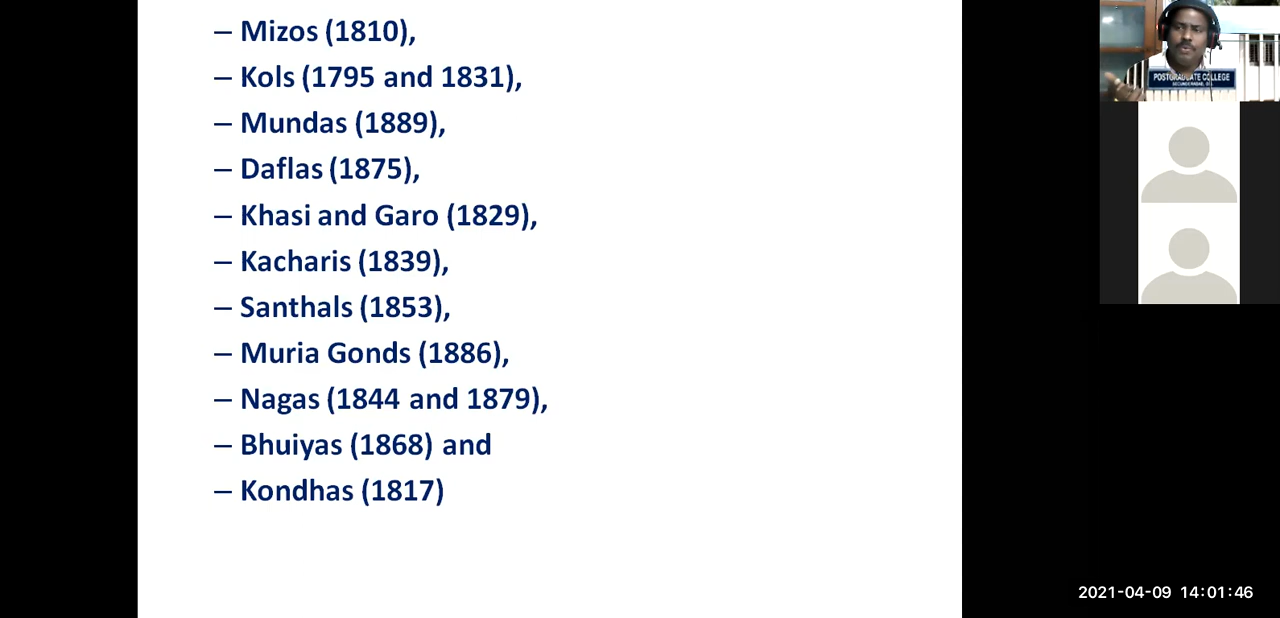 – Mizos (1810),
– Kols (1795 and 1831),
– Mundas (1889),
– Daflas (1875),
– Khasi and Garo (1829),
– Kacharis (1839),
– Santhals (1853),
– Muria Gonds (1886),
– Nagas (1844 and 1879),
– Bhuiyas (1868) and
– Kondhas (1817)
POSTGRADUATE COLLEGE
2021-04-09 14:01:46